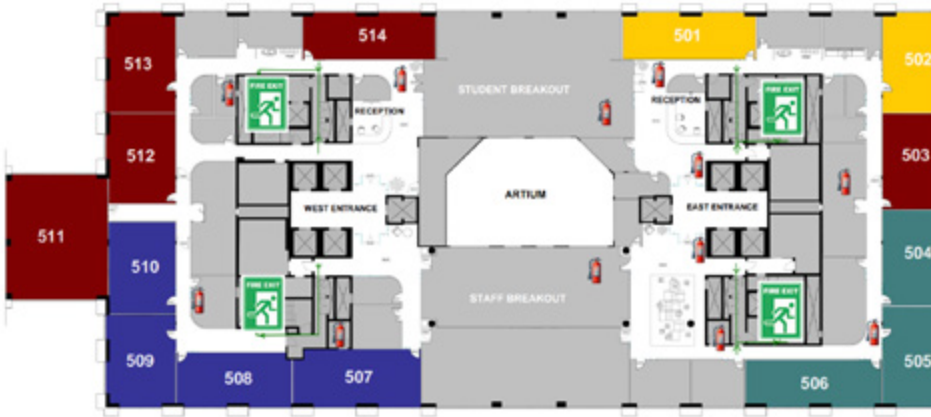 513
514
501
502
FIRE EXIT
FIRE EXIT
STUDENT BREAKOUT
RECEPTION
RECEPTION
512
503
ARTIUM
WEST ENTRANCE
EAST ENTRANCE
511
510
504
FIRE EXIT
FIRE EXIT
STAFF BREAKOUT
509
508
507
506
505